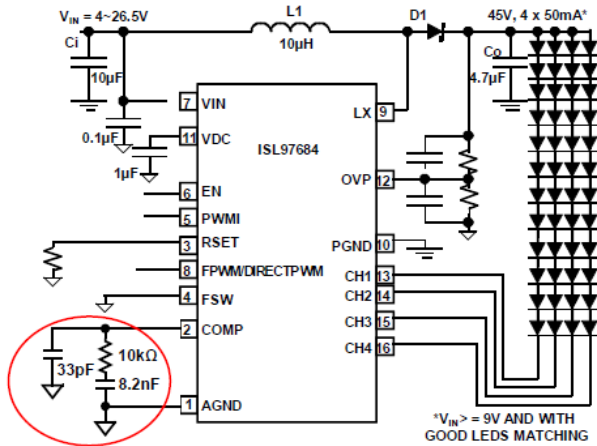 V_IN = 4~26.5V
L1
10µH
D1
45V, 4 x 50mA*
Ci
10µF
Co
4.7µF
0.1µF
1µF
ISL97684
7 VIN
11 VDC
6 EN
5 PWMI
3 RSET
8 FPWM/DIRECTPWM
4 FSW
2 COMP
1 AGND
LX 9
OVP 12
PGND 10
CH1 13
CH2 14
CH3 15
CH4 16
33pF
10kΩ
8.2nF
*V_IN> = 9V AND WITH
GOOD LEDS MATCHING